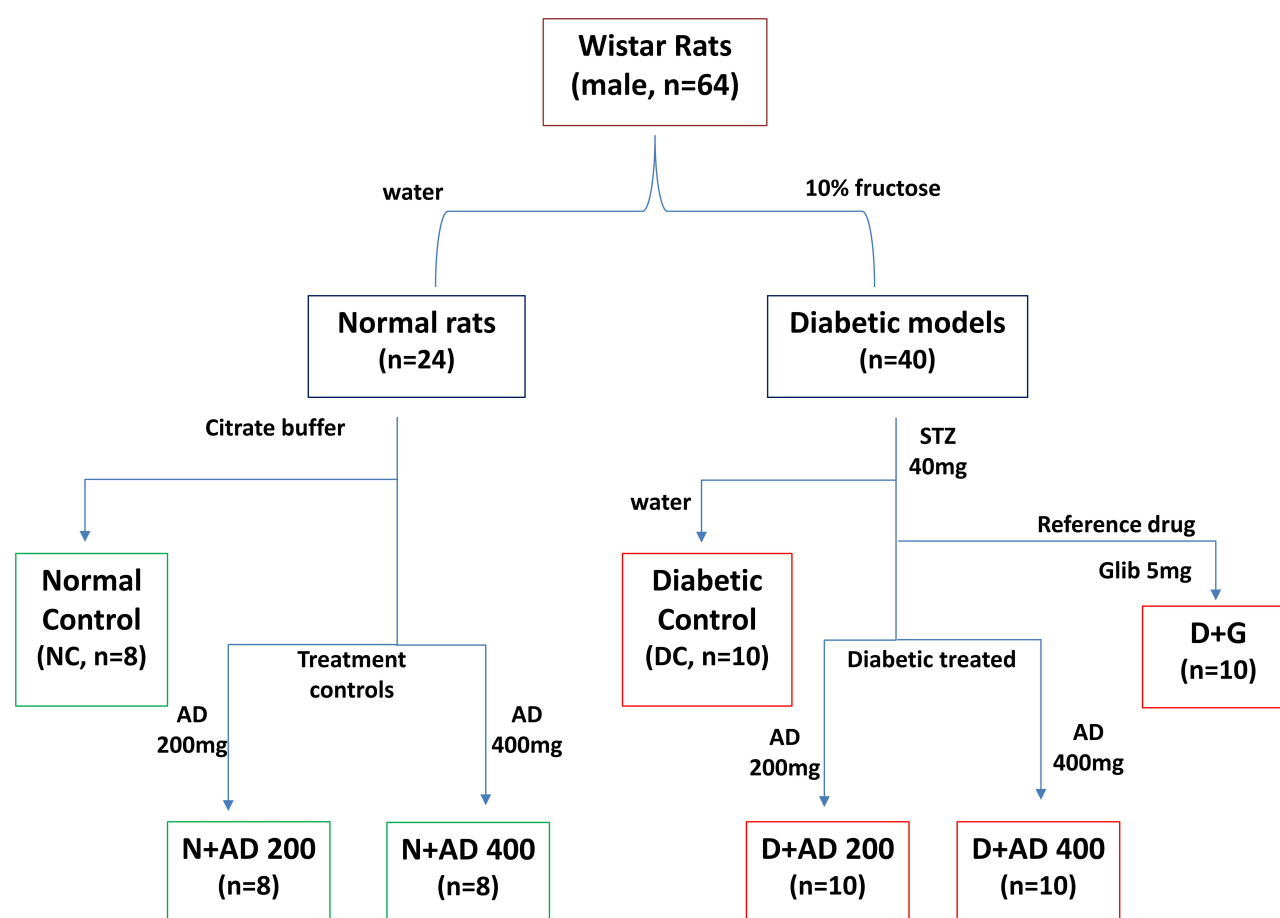 Wistar Rats
(male, n=64)
water
10% fructose
Normal rats
(n=24)
Diabetic models
(n=40)
Citrate buffer
STZ
40mg
water
Reference drug
Glib 5mg
Normal
Control
(NC, n=8)
Diabetic
Control
(DC, n=10)
D+G
(n=10)
Treatment
controls
Diabetic treated
AD
200mg
AD
400mg
AD
200mg
AD
400mg
N+AD 200
(n=8)
N+AD 400
(n=8)
D+AD 200
(n=10)
D+AD 400
(n=10)